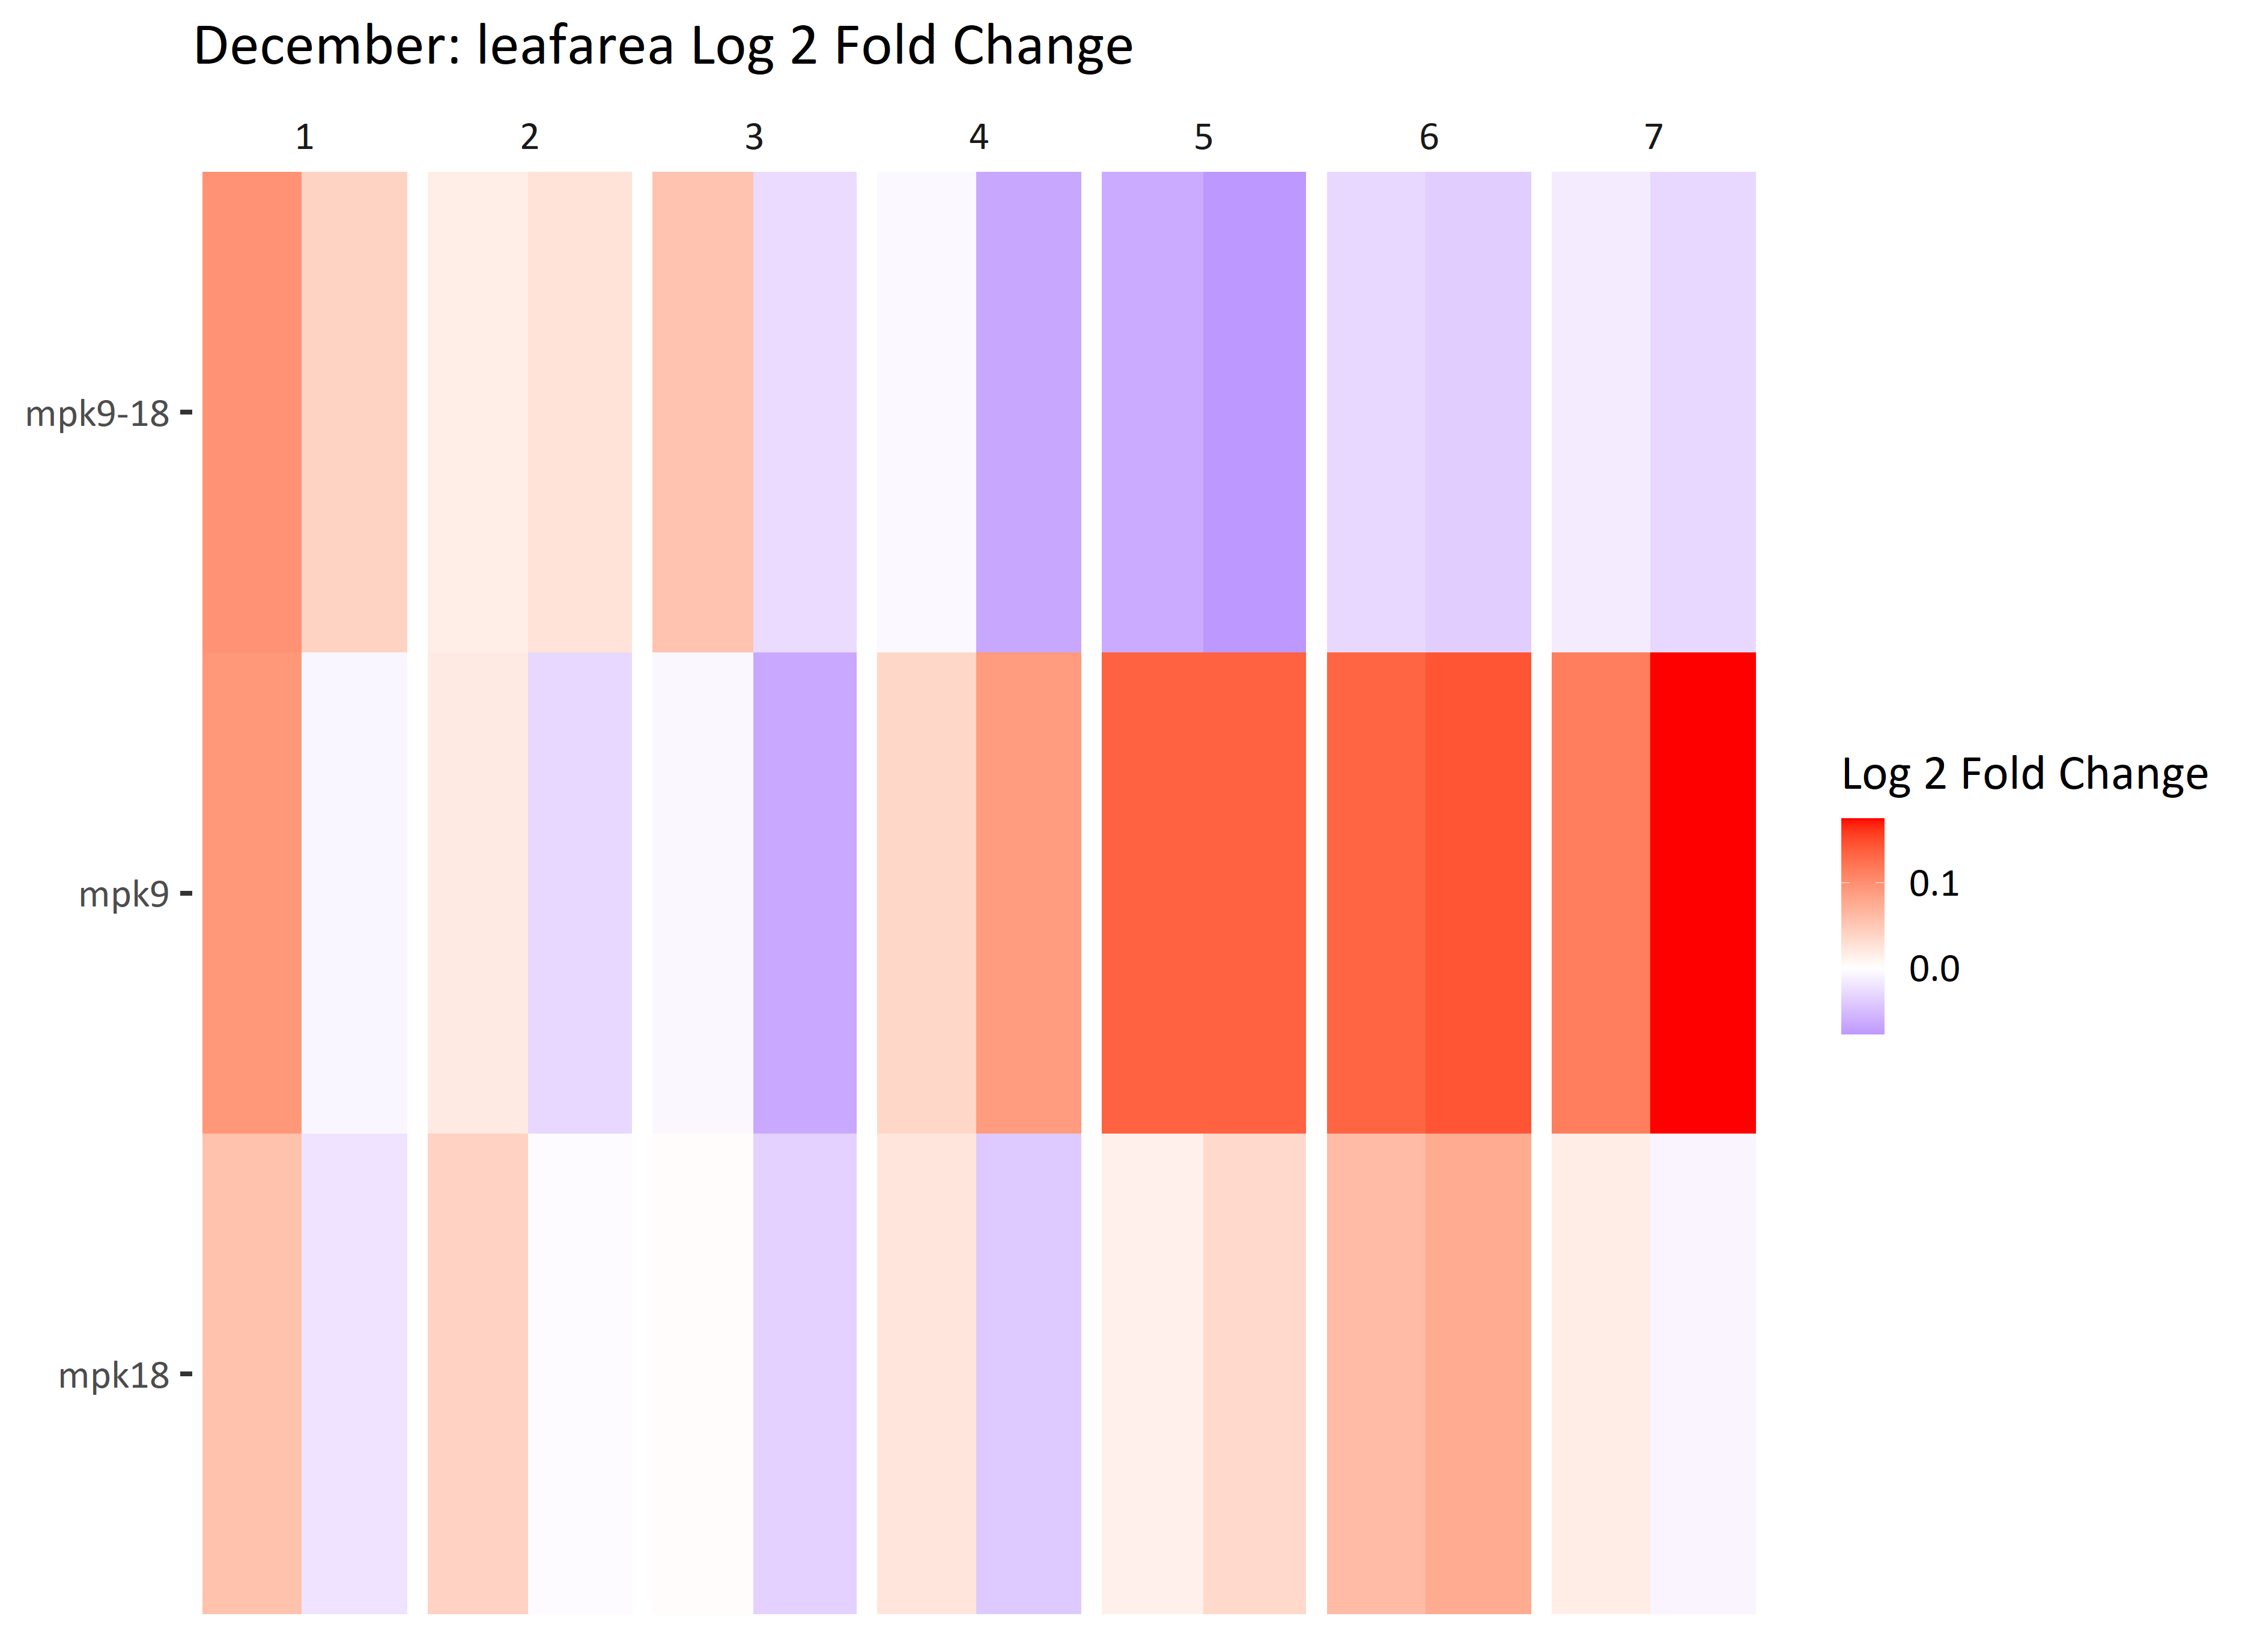 December: leafarea Log 2 Fold Change
1 2 3 4 5 6 7
mpk9-18
mpk9
mpk18
Log 2 Fold Change
0.1
0.0